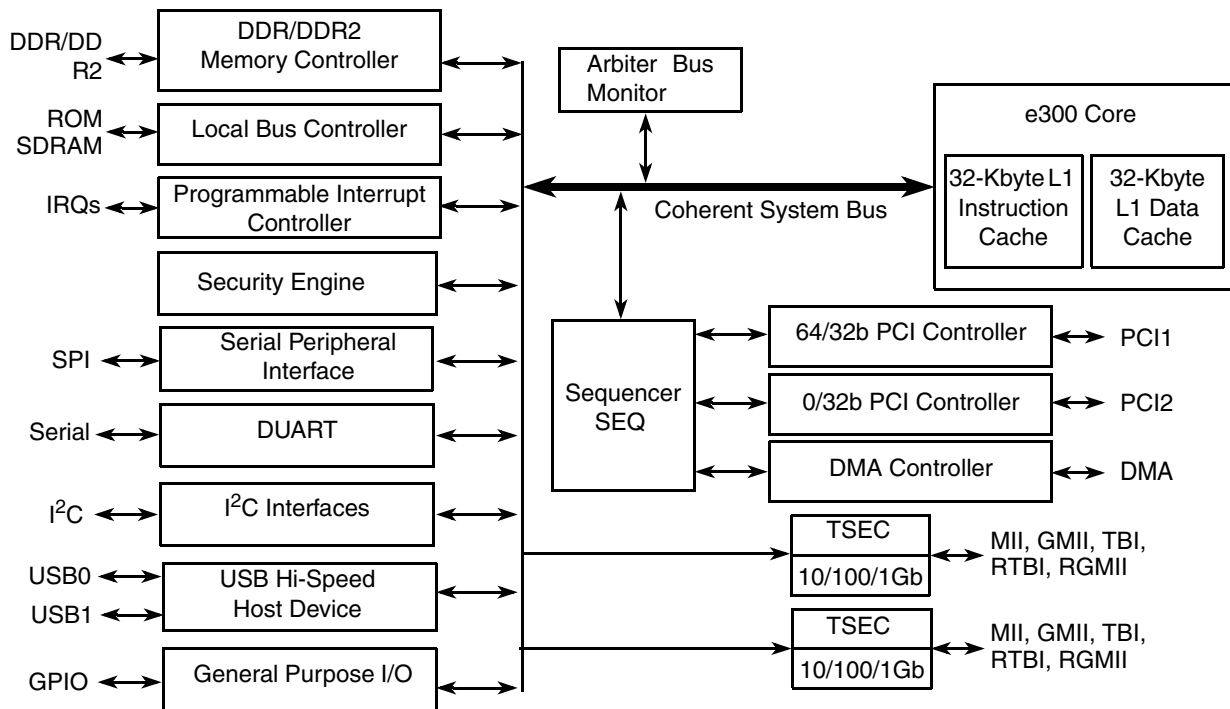 DDR/DD
R2
DDR/DDR2
Memory Controller
ROM
SDRAM
Local Bus Controller
IRQs
Programmable Interrupt
Controller
Security Engine
SPI
Serial Peripheral
Interface
Serial
DUART
I²C
I²C Interfaces
USB0
USB1
USB Hi-Speed
Host Device
GPIO
General Purpose I/O
Arbiter Bus
Monitor
Coherent System Bus
e300 Core
32-Kbyte L1
Instruction
Cache
32-Kbyte
L1 Data
Cache
Sequencer
SEQ
64/32b PCI Controller
PCI1
0/32b PCI Controller
PCI2
DMA Controller
DMA
TSEC
10/100/1Gb
MII, GMII, TBI,
RTBI, RGMII
TSEC
10/100/1Gb
MII, GMII, TBI,
RTBI, RGMII